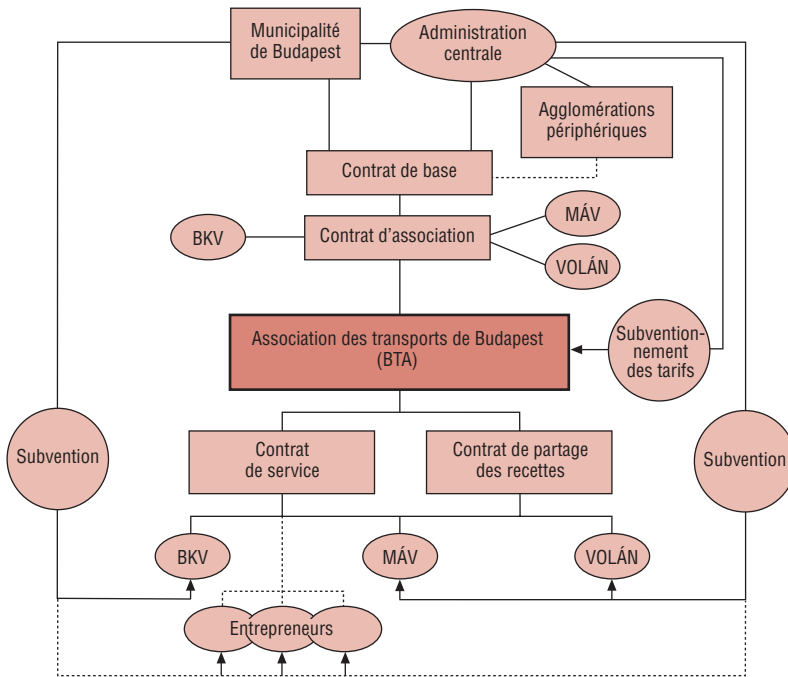 Municipalité
de Budapest
Administration
centrale
Agglomérations
périphériques
Contrat de base
BKV
Contrat d'association
MÁV
VOLÁN
Association des transports de Budapest
(BTA)
Subvention-
nement
des tarifs
Subvention
Contrat
de service
Contrat de partage
des recettes
Subvention
BKV
MÁV
VOLÁN
Entrepreneurs